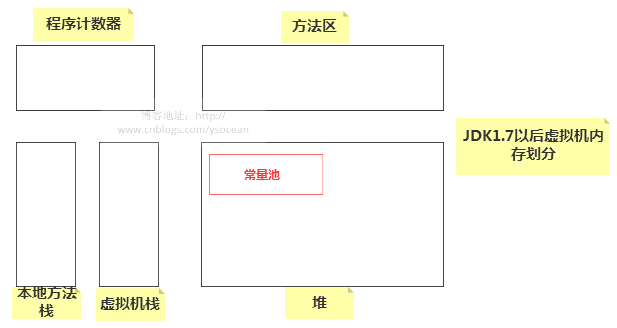 程序计数器
方法区
博客地址：http://
www.cnblogs.com/ysocean
JDK1.7以后虚拟机内
存划分
常量池
本地方法
栈
虚拟机栈
堆